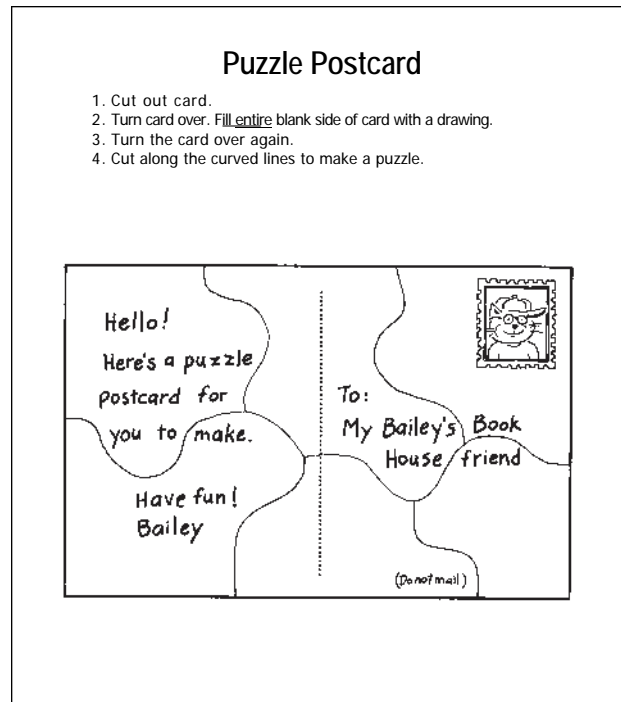 Puzzle Postcard
1. Cut out card.
2. Turn card over. Fill entire blank side of card with a drawing.
3. Turn the card over again.
4. Cut along the curved lines to make a puzzle.
Hello!
Here's a puzzle
postcard for
you to make.
Have fun!
Bailey
To:
My Bailey's Book
House friend
(Do not mail)